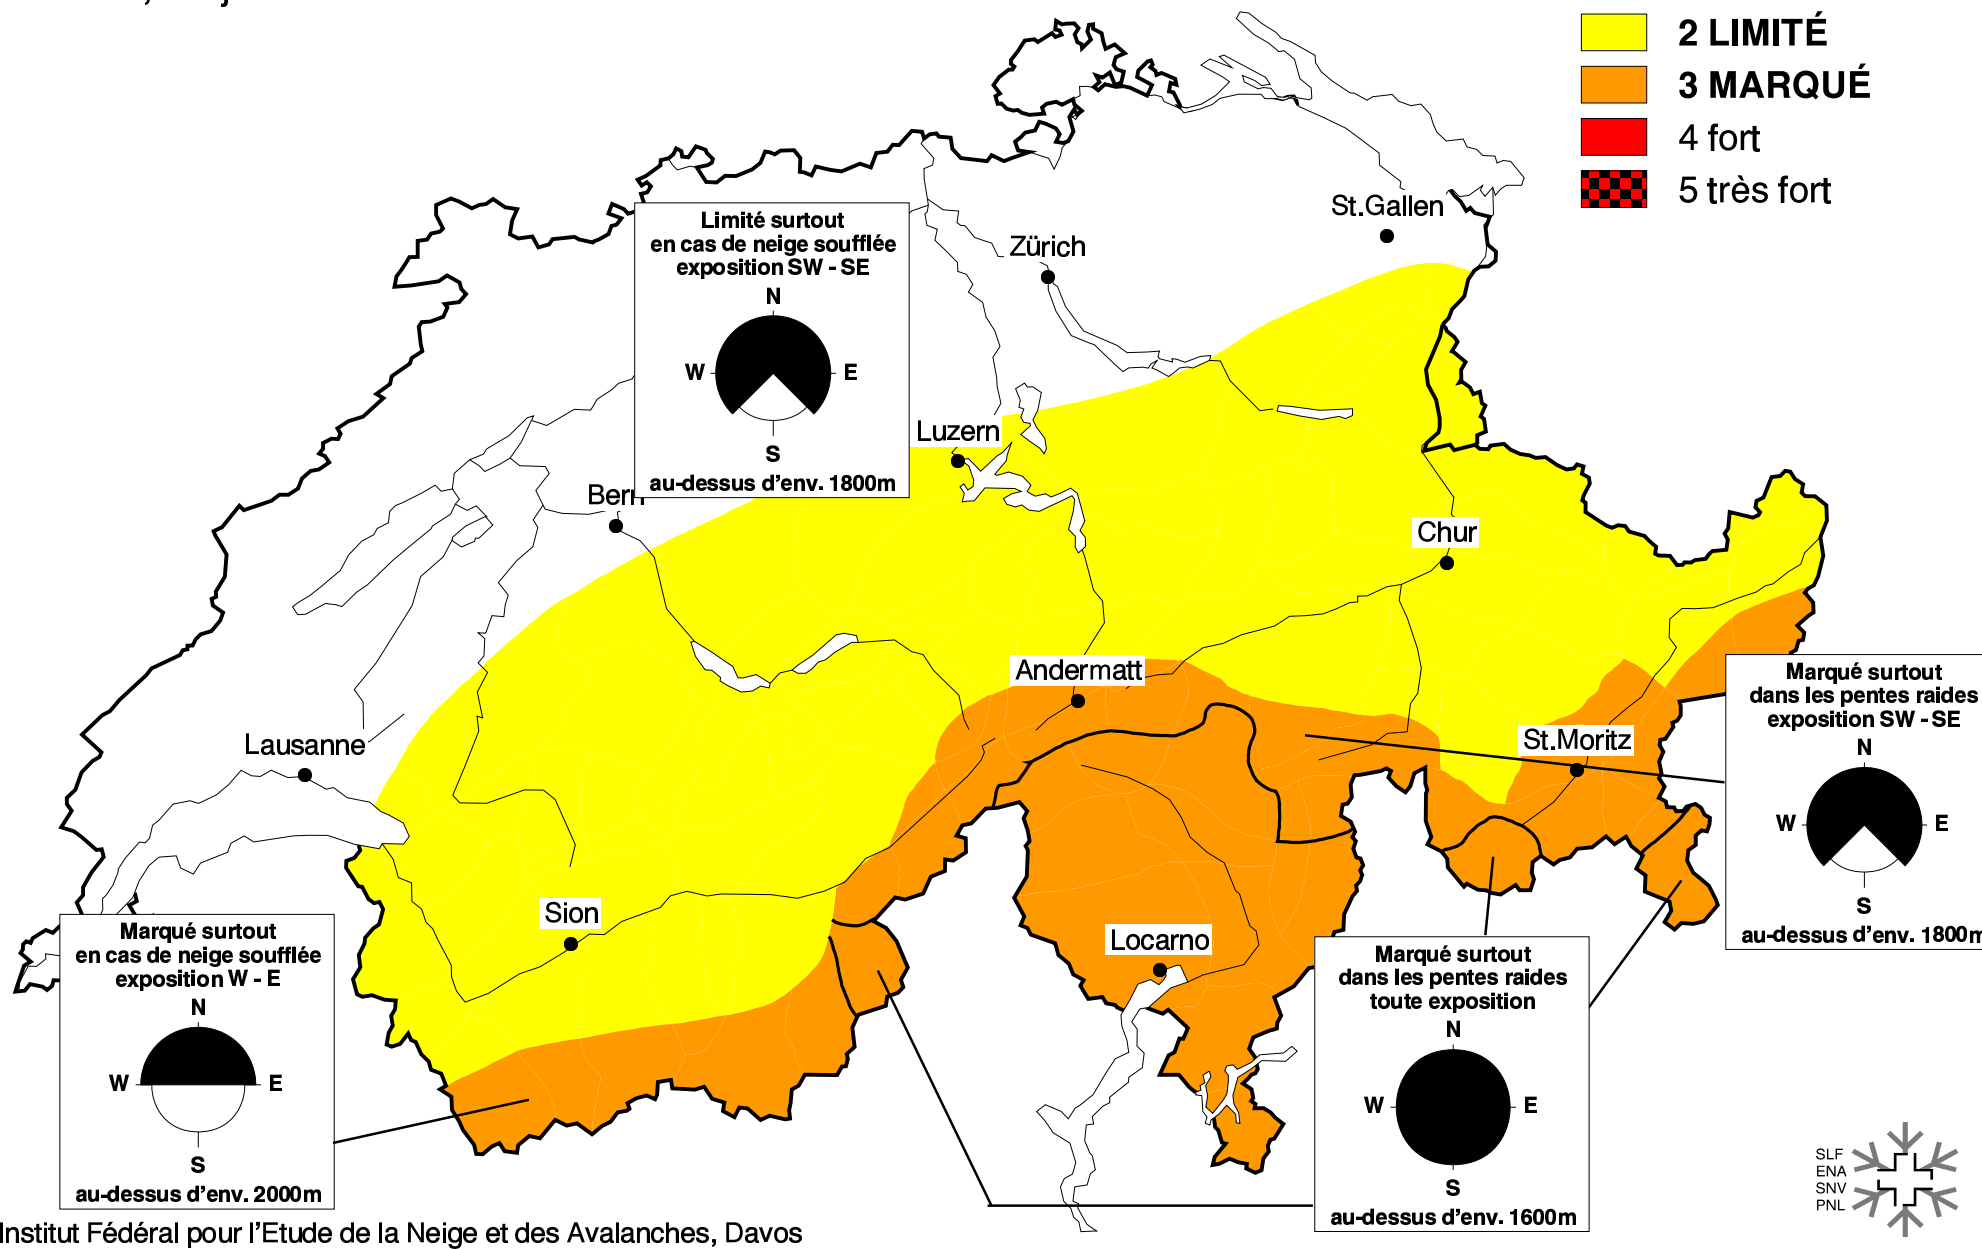 2 LIMITÉ
3 MARQUÉ
4 fort
5 très fort
St.Gallen
Zürich
Limité surtout
en cas de neige soufflée
exposition SW - SE
N
W
E
S
au-dessus d'env. 1800m
Luzern
Bern
Chur
Andermatt
Lausanne
St.Moritz
Sion
Locarno
Marqué surtout
dans les pentes raides
exposition SW - SE
N
W
E
S
au-dessus d'env. 1800m
Marqué surtout
en cas de neige soufflée
exposition W - E
N
W
E
S
au-dessus d'env. 2000m
Marqué surtout
dans les pentes raides
toute exposition
N
W
E
S
au-dessus d'env. 1600m
SLF
ENA
SNV
PNL
Institut Fédéral pour l'Etude de la Neige et des Avalanches, Davos